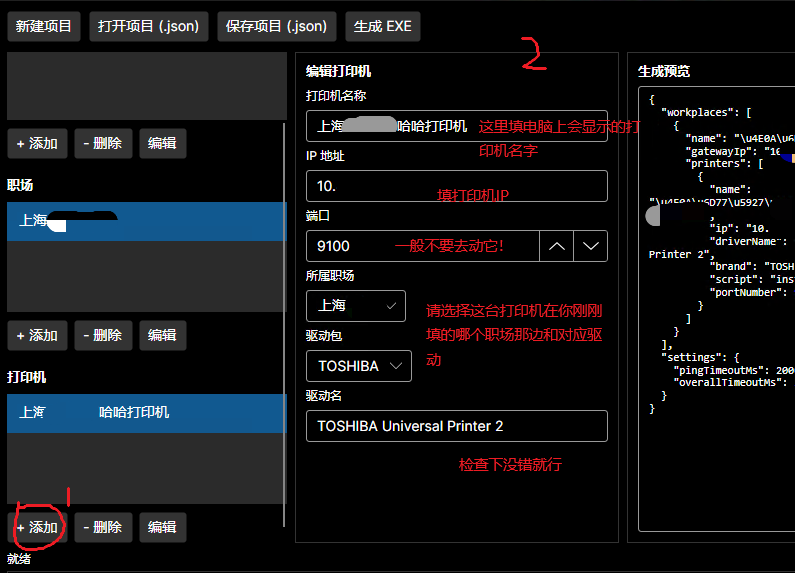 新建项目
打开项目 (.json)
保存项目 (.json)
生成 EXE
+ 添加
- 删除
编辑
职场
上海
+ 添加
- 删除
编辑
打印机
上海
哈哈打印机
1
+ 添加
- 删除
编辑
就绪
2
编辑打印机
打印机名称
上海
哈哈打印机
这里填电脑上会显示的打
印机名字
IP 地址
10.
填打印机IP
端口
9100
一般不要去动它!
所属职场
上海
请选择这台打印机在你刚刚
填的哪个职场那边和对应驱
动
驱动包
TOSHIBA
驱动名
TOSHIBA Universal Printer 2
检查下没错就行
生成预览
{
"workplaces": [
{
"name": "\u4E0A\u6
"gatewayIp": "10
"printers": [
{
"name":
"\u4E0A\u6D77\u5927\
,
"ip": "10.
"driverName":
Printer 2",
"brand": "TOSH
"script": "ins
"portNumber":
}
]
}
],
"settings": {
"pingTimeoutMs": 200
"overallTimeoutMs":
}
}